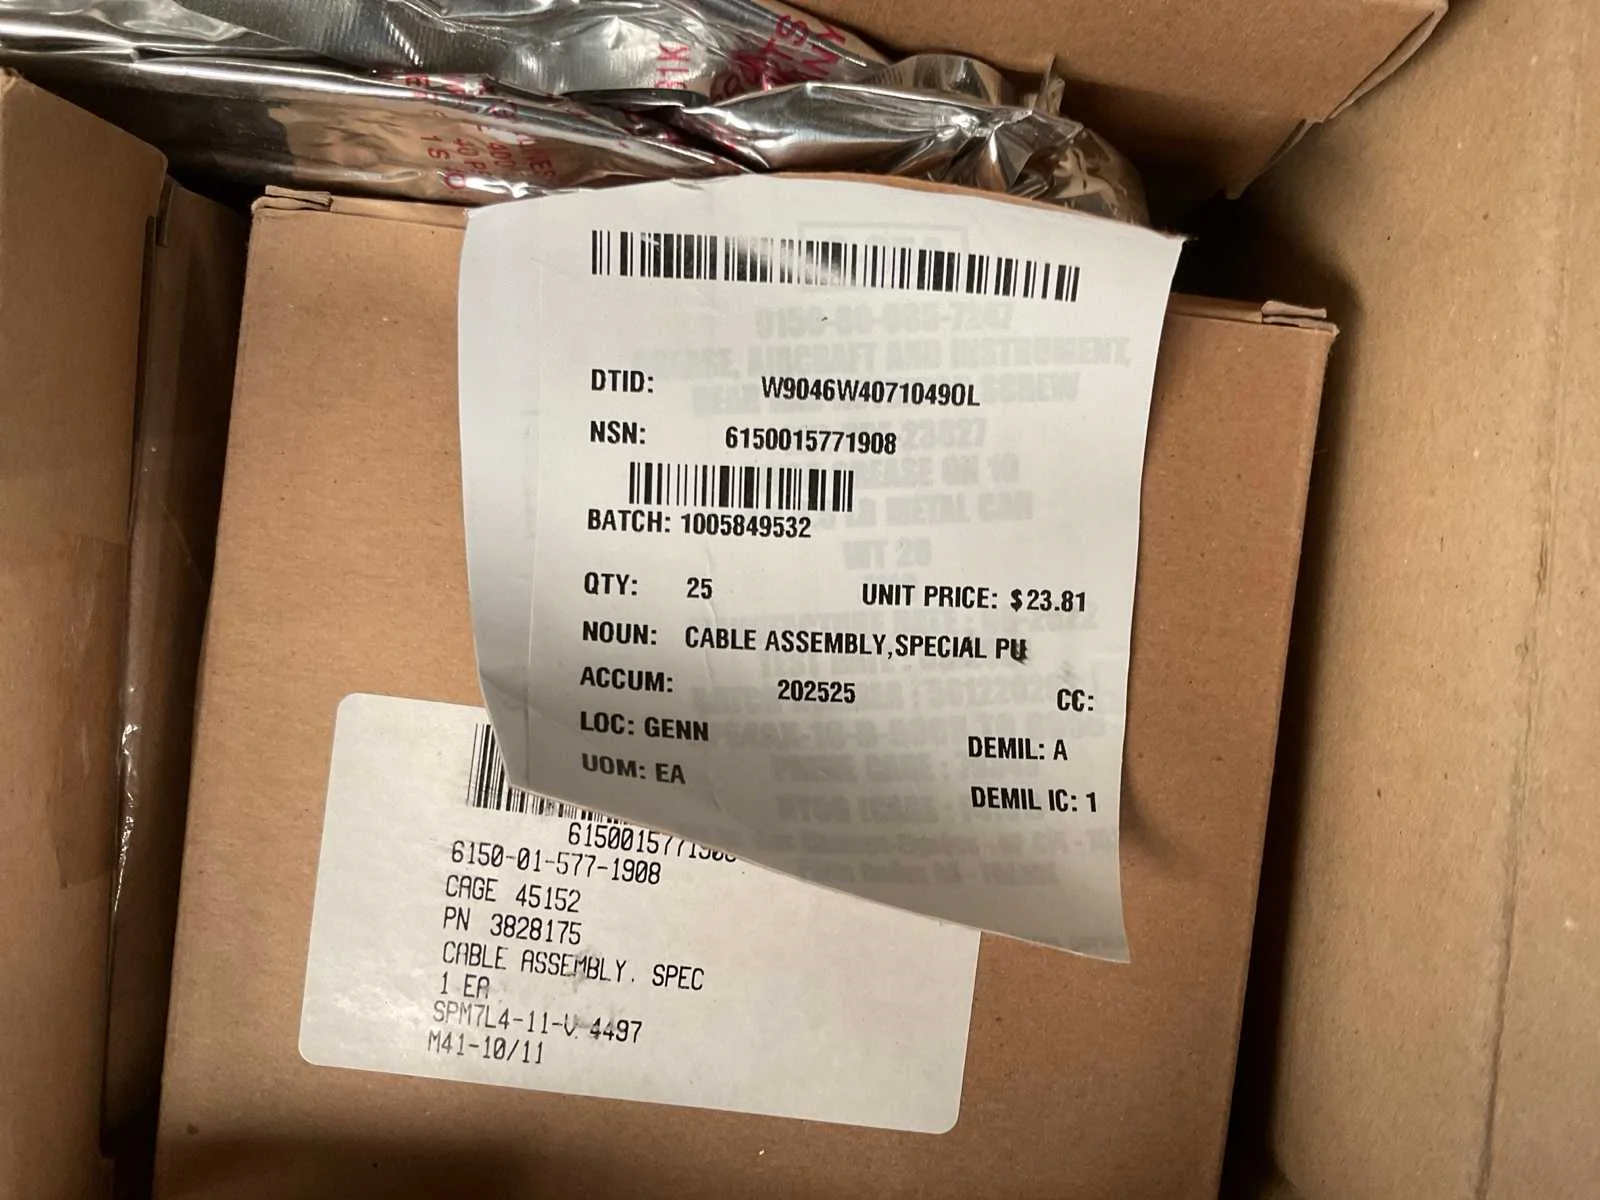 DTID: W9046W40710490L
NSN: 6150015771908
BATCH: 1005849532
QTY: 25 UNIT PRICE: $23.81
NOUN: CABLE ASSEMBLY,SPECIAL PU
ACCUM: 202525 CC:
LOC: GENN DEMIL: A
UOM: EA DEMIL IC: 1
6150015771908
6150-01-577-1908
CAGE 45152
PN 3828175
CABLE ASSEMBLY, SPEC
1 EA
SPM7L4-11-V 4497
M41-10/11